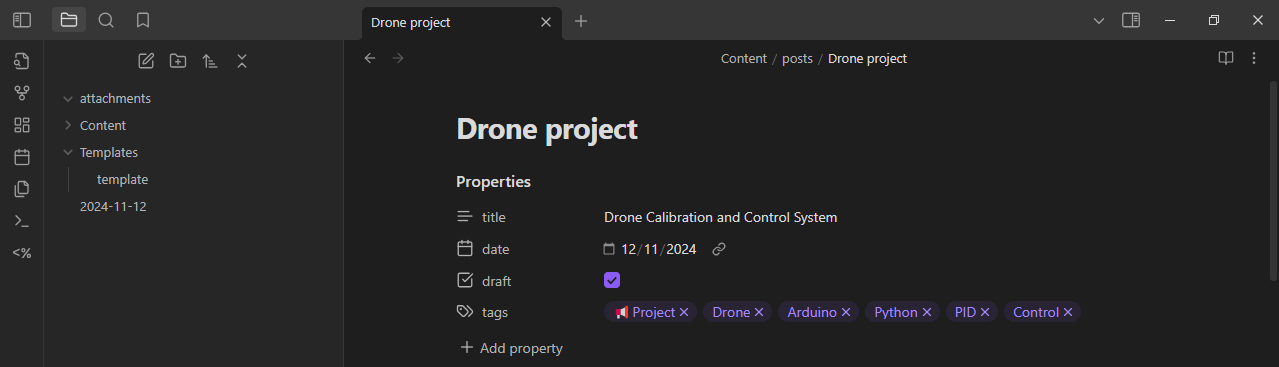 Drone project
Content / posts / Drone project
attachments
Content
Templates
template
2024-11-12
<%
Drone project
Properties
title Drone Calibration and Control System
date 12/11/2024
draft
tags 📢 Project Drone Arduino Python PID Control
Add property